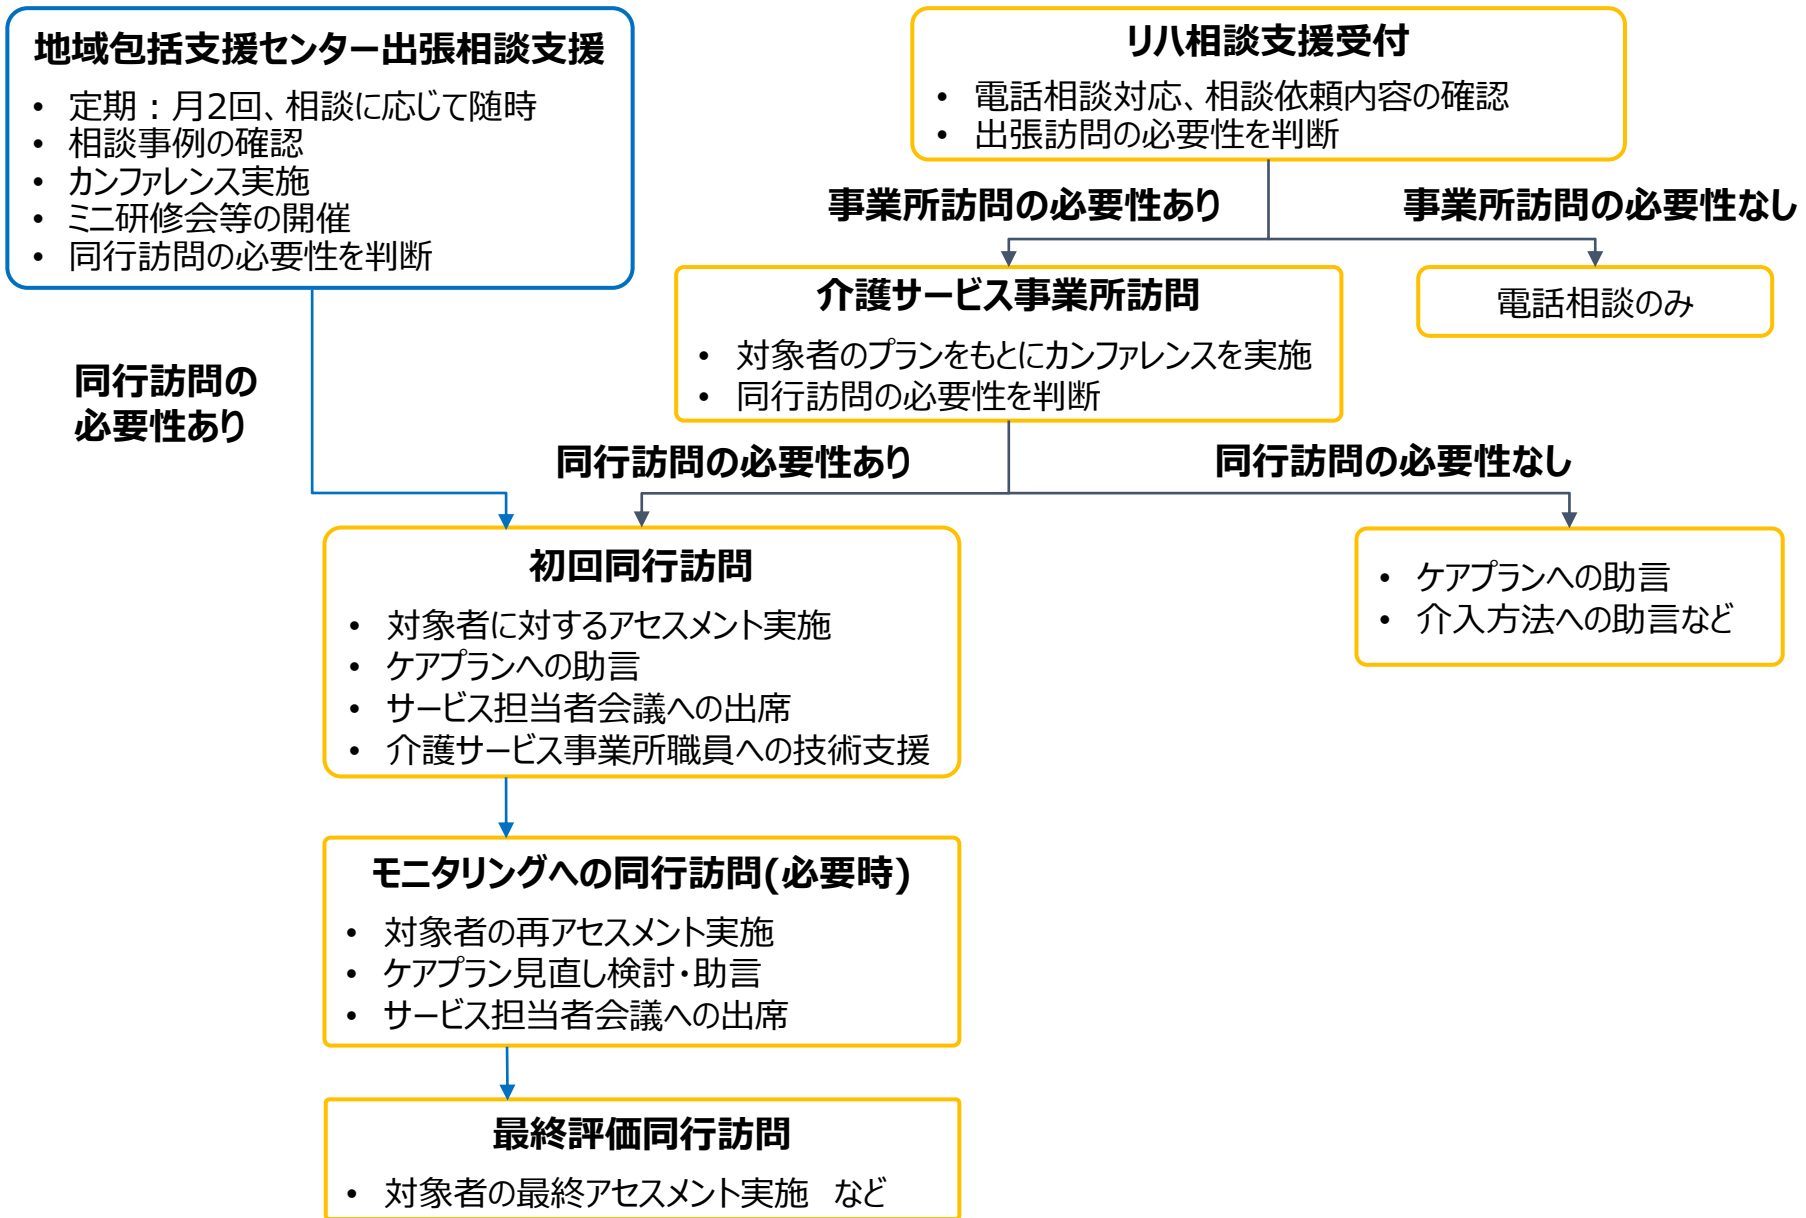 地域包括支援センター出張相談支援
• 定期：月2回、相談に応じて随時
• 相談事例の確認
• カンファレンス実施
• ミニ研修会等の開催
• 同行訪問の必要性を判断
リハ相談支援受付
• 電話相談対応、相談依頼内容の確認
• 出張訪問の必要性を判断
事業所訪問の必要性あり
事業所訪問の必要性なし
介護サービス事業所訪問
• 対象者のプランをもとにカンファレンスを実施
• 同行訪問の必要性を判断
電話相談のみ
同行訪問の
必要性あり
同行訪問の必要性あり
同行訪問の必要性なし
初回同行訪問
• 対象者に対するアセスメント実施
• ケアプランへの助言
• サービス担当者会議への出席
• 介護サービス事業所職員への技術支援
• ケアプランへの助言
• 介入方法への助言など
モニタリングへの同行訪問(必要時)
• 対象者の再アセスメント実施
• ケアプラン見直し検討・助言
• サービス担当者会議への出席
最終評価同行訪問
• 対象者の最終アセスメント実施　など